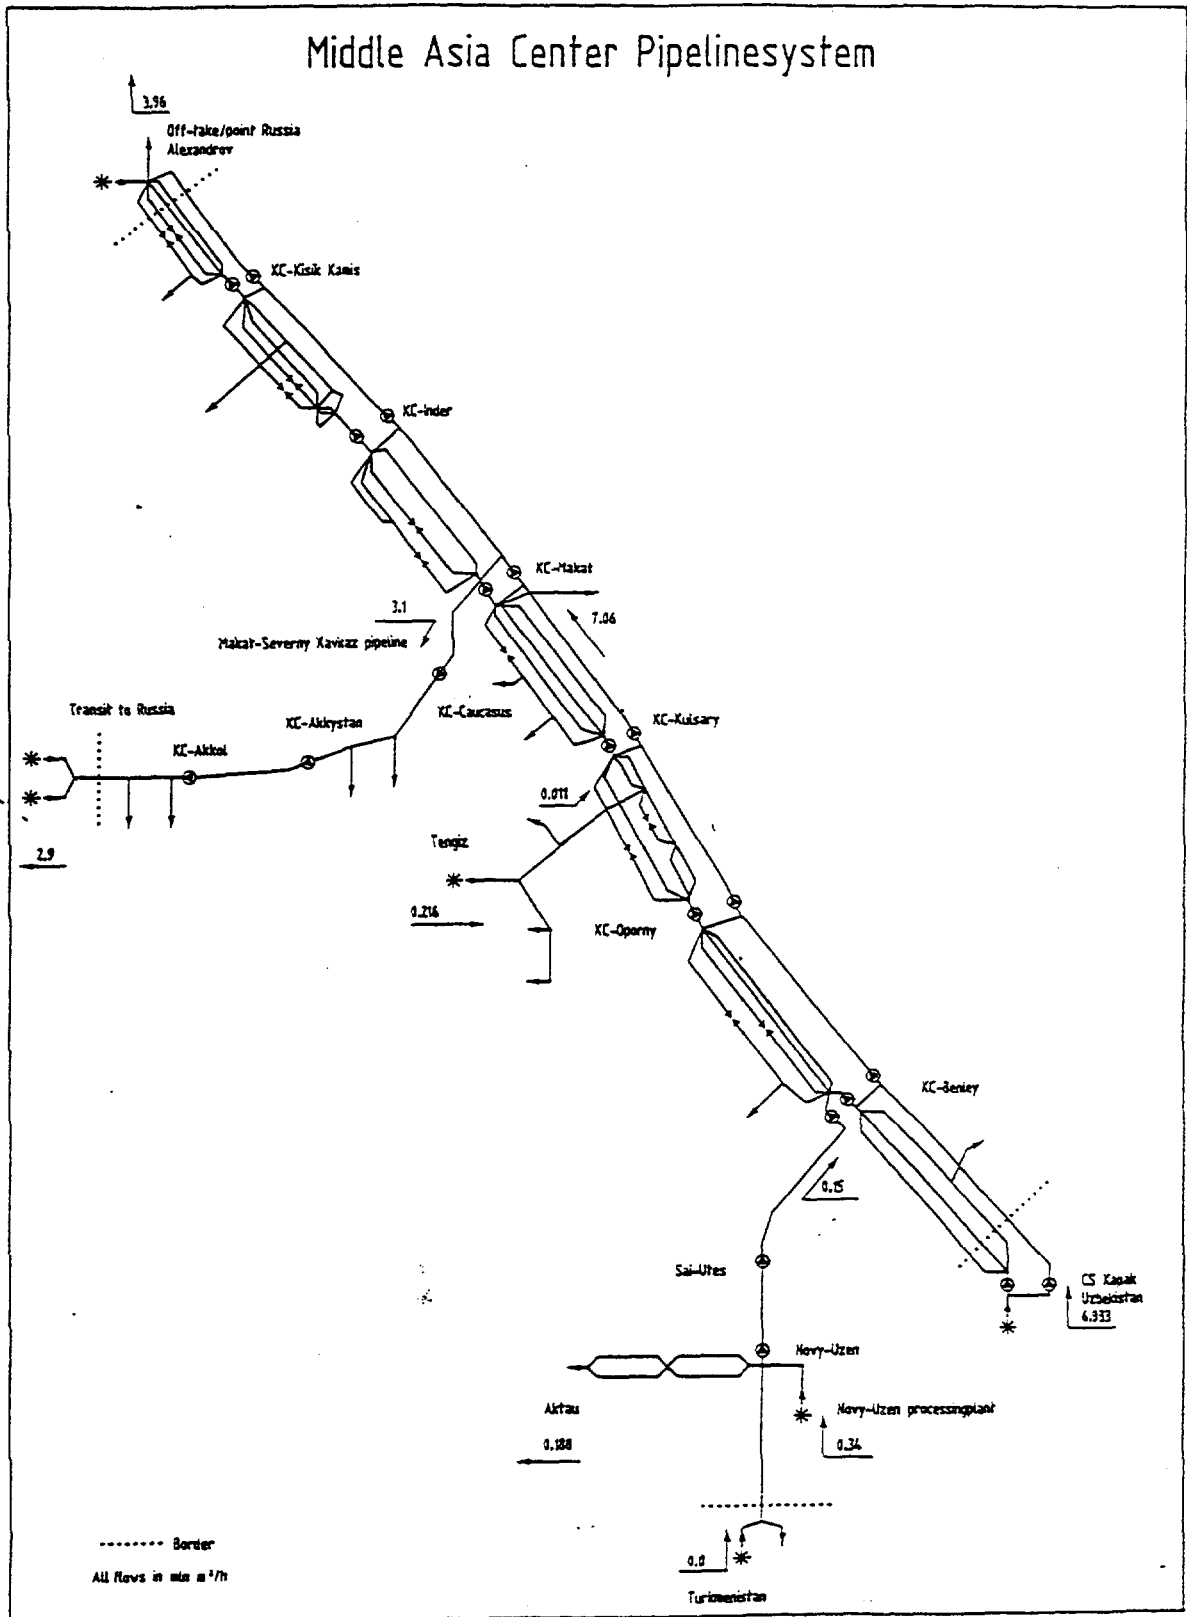 Middle Asia Center Pipelinesystem
3.96
Off-take/point Russia
Alexandrov
KC-Kisik Kamis
KC-Inder
KC-Makat
3.1
7.06
Makat-Severny Kavkaz pipeline
KC-Caucasus
KC-Kulsary
Transit to Russia
KC-Akkystan
KC-Akkol
0.011
Tengiz
2.9
0.216
KC-Oporny
KC-Beniey
0.15
Sai-Utes
CS Kapak
Uzbekistan
6.333
Novy-Uzen
Aktau
Novy-Uzen processingplant
0.188
0.34
Border
0.0
All flows in mln m³/h
Turkmenistan